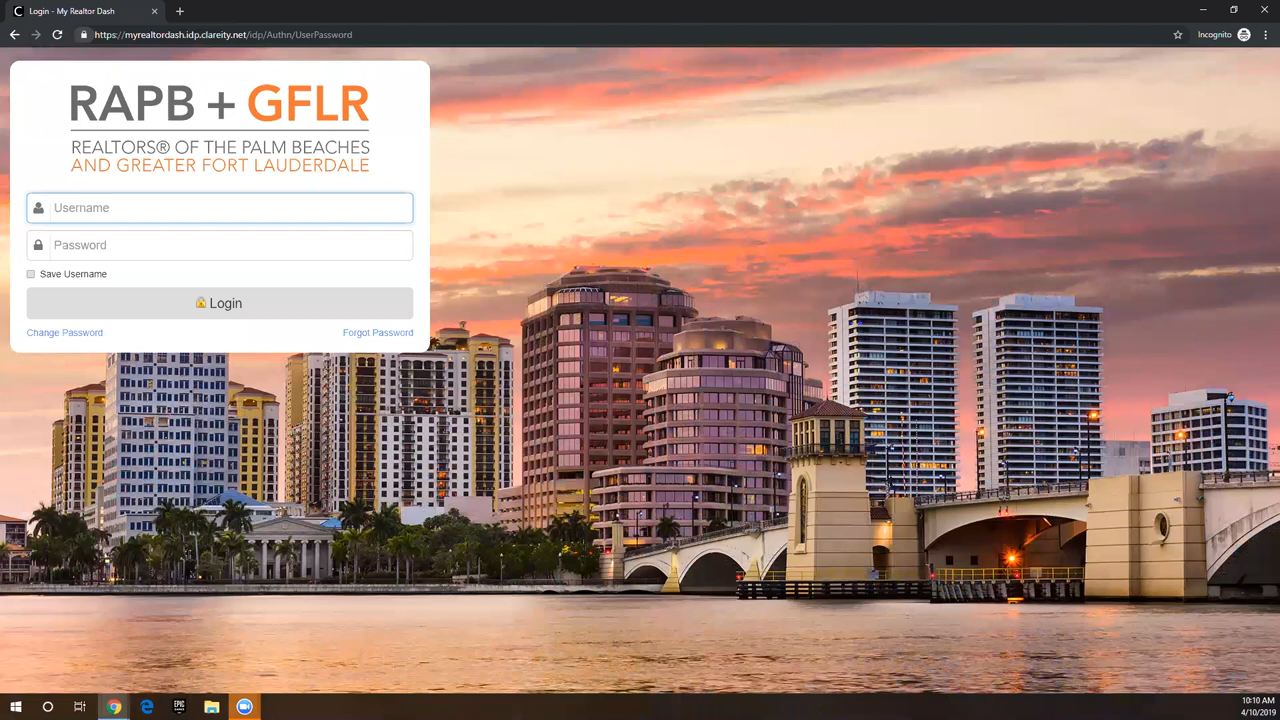 Login - My Realtor Dash
https://myrealtordash.idp.clareity.net/idp/Authn/UserPassword
Incognito
RAPB + GFLR
REALTORS® OF THE PALM BEACHES
AND GREATER FORT LAUDERDALE
Username
Password
Save Username
Login
Change Password
Forgot Password
EPIC
GAMES
10:10 AM
4/10/2019